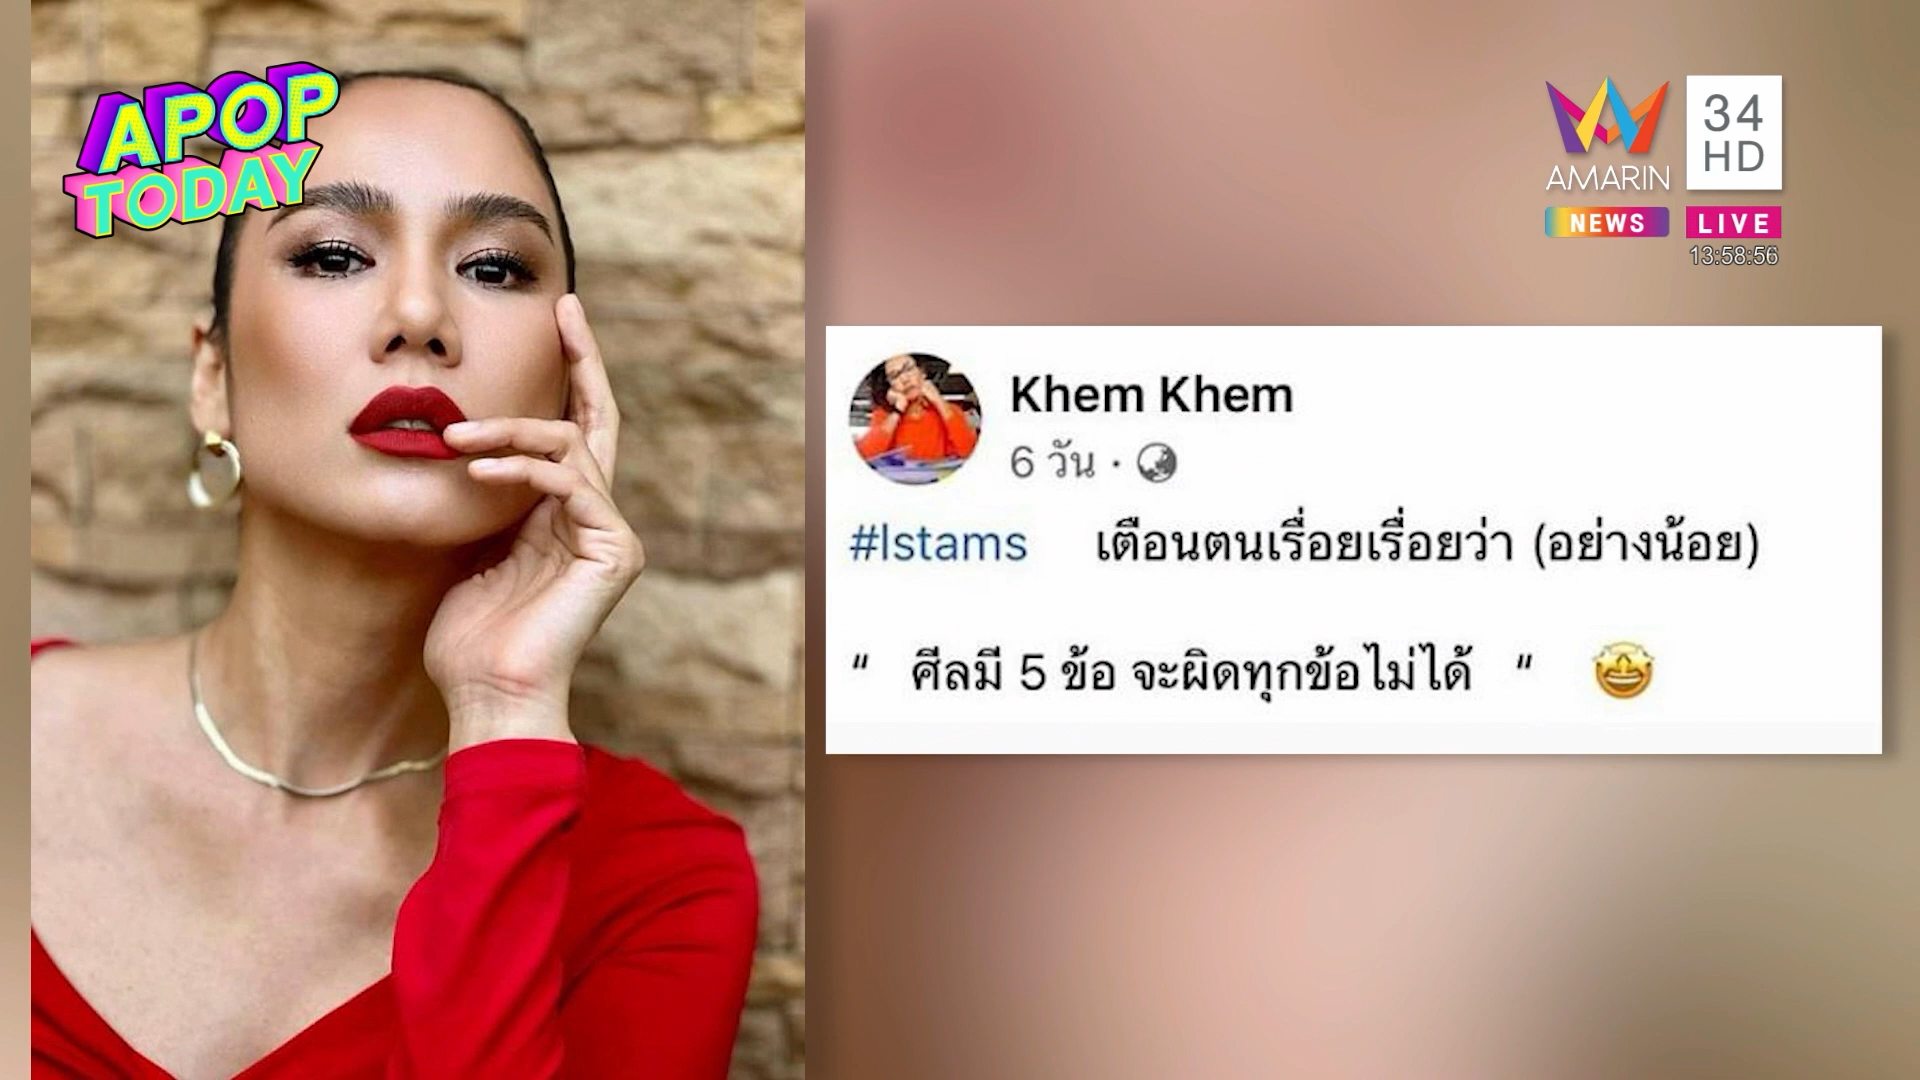 APOP
TODAY
AMARIN
34
HD
NEWS
LIVE
13:58:56
Khem Khem
6 วัน ·
#Istams เตือนตนเรื่อยเรื่อยว่า (อย่างน้อย)
“ ศีลมี 5 ข้อ จะผิดทุกข้อไม่ได้ “